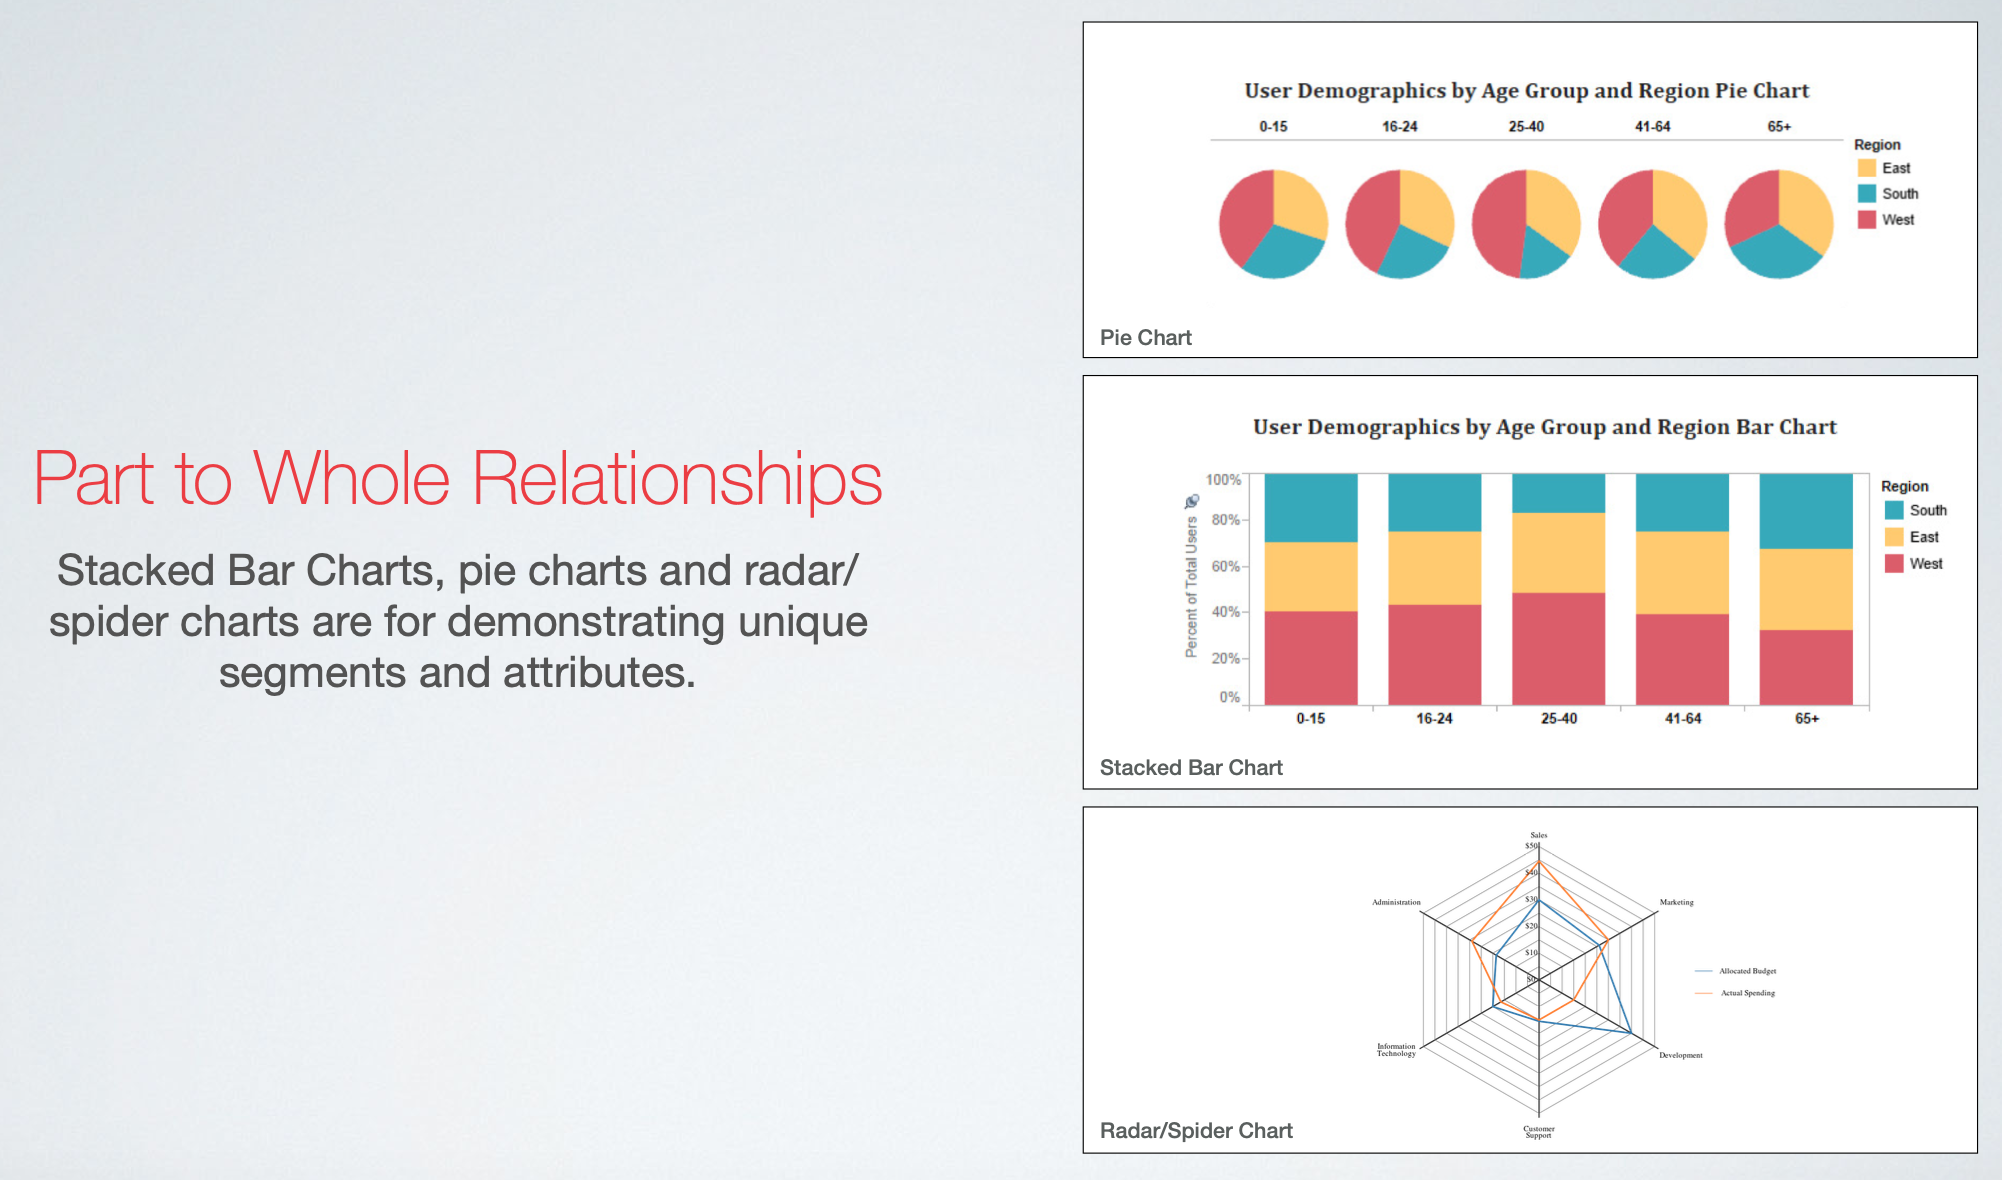 Part to Whole Relationships
Stacked Bar Charts, pie charts and radar/
spider charts are for demonstrating unique
segments and attributes.
User Demographics by Age Group and Region Pie Chart
0-15 16-24 25-40 41-64 65+
Region
East
South
West
Pie Chart
User Demographics by Age Group and Region Bar Chart
Percent of Total Users
100%
80%
60%
40%
20%
0%
0-15 16-24 25-40 41-64 65+
Region
South
East
West
Stacked Bar Chart
Sales
$50
$40
$30
$20
$10
$0
Administration
Marketing
Allocated Budget
Actual Spending
Information
Technology
Development
Customer
Support
Radar/Spider Chart